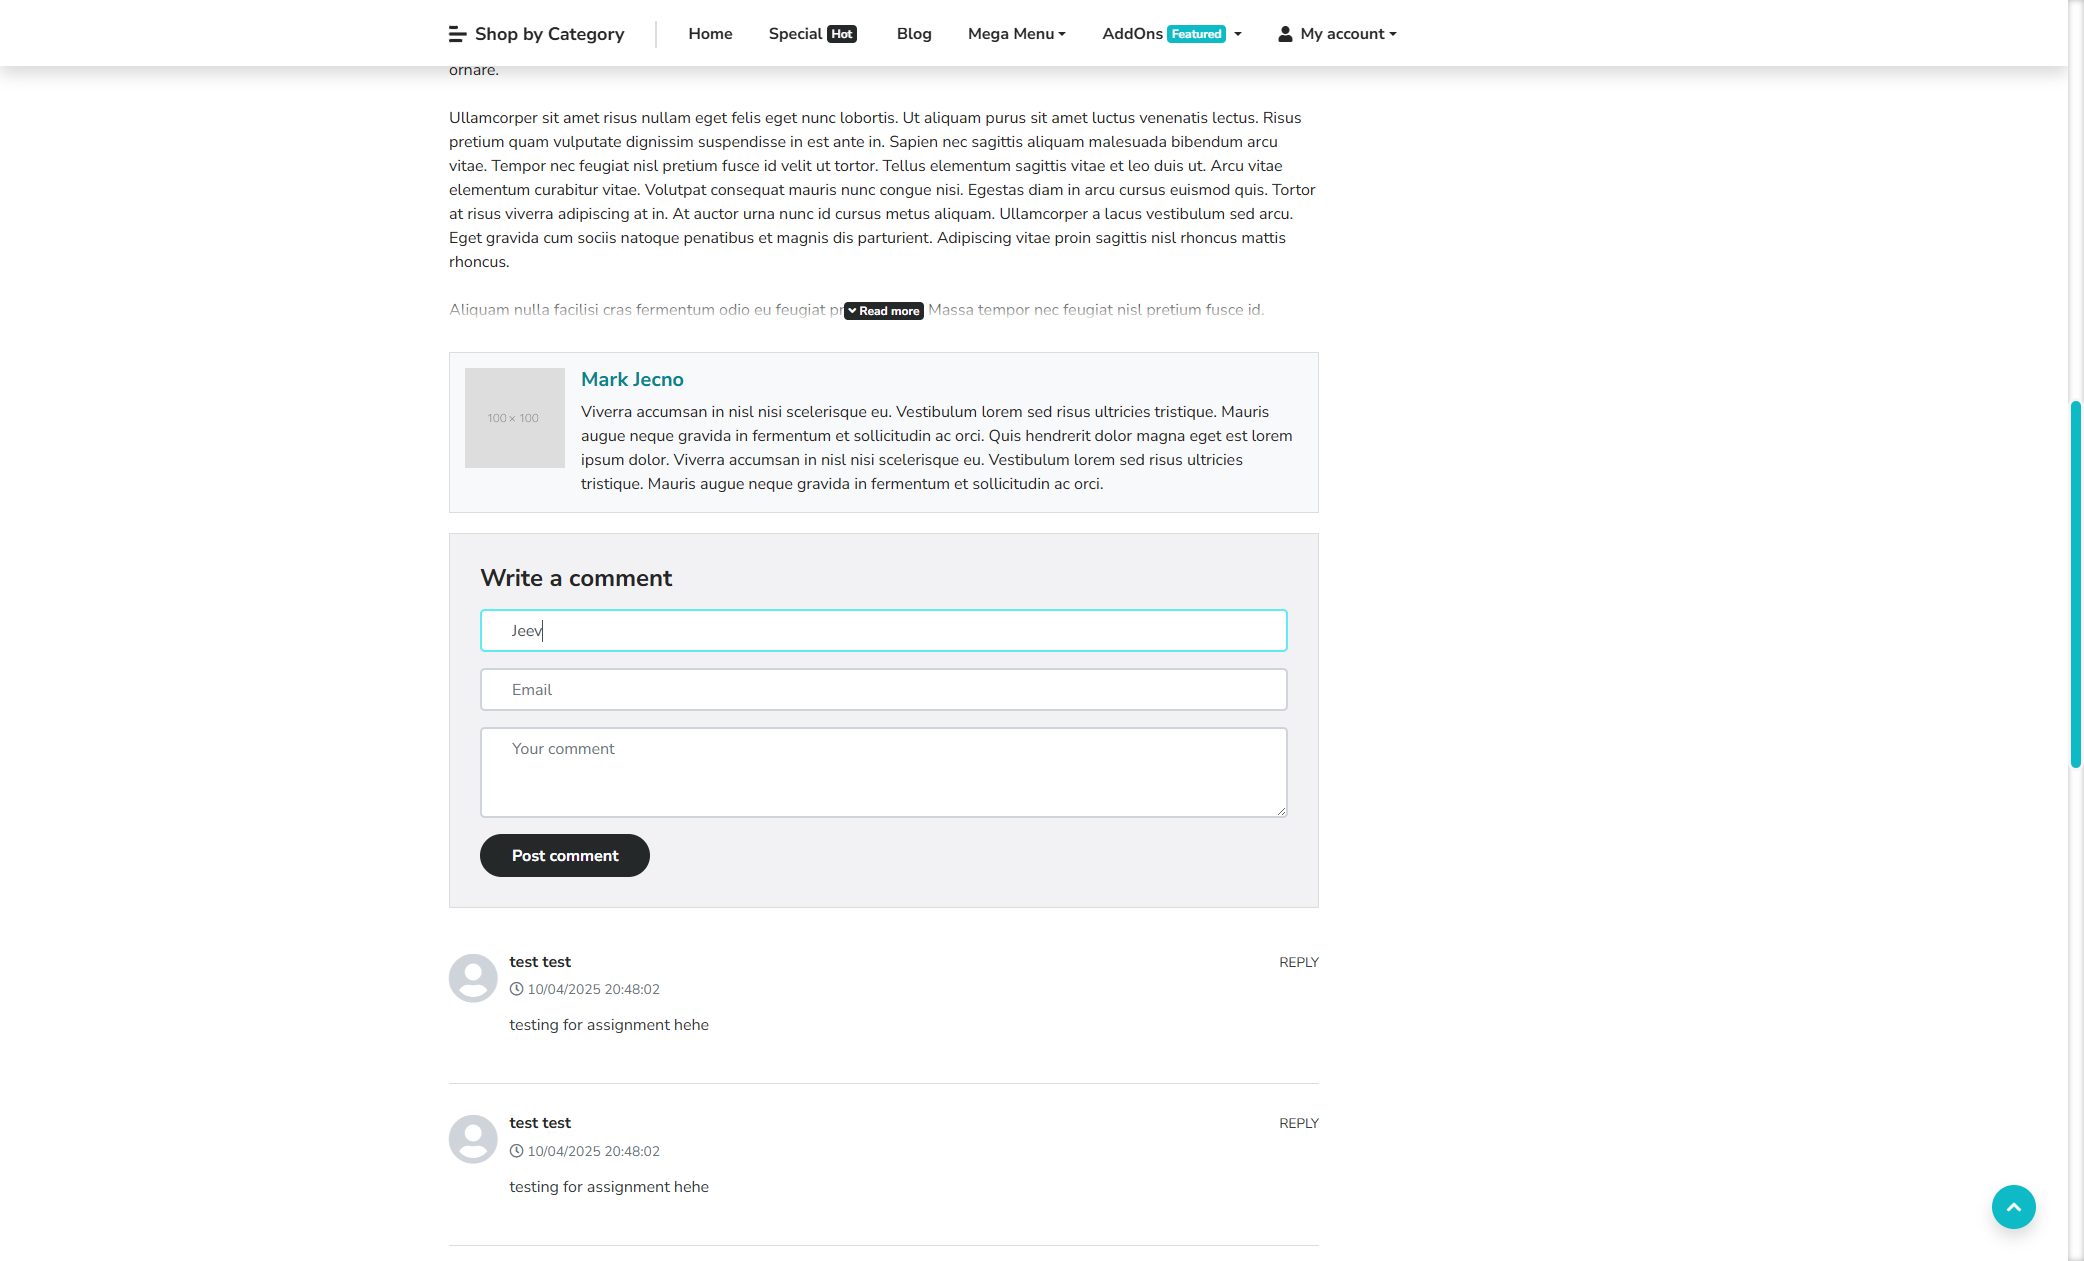 Shop by Category
Home
Special Hot
Blog
Mega Menu
AddOns Featured
My account
ornare.
Ullamcorper sit amet risus nullam eget felis eget nunc lobortis. Ut aliquam purus sit amet luctus venenatis lectus. Risus
pretium quam vulputate dignissim suspendisse in est ante in. Sapien nec sagittis aliquam malesuada bibendum arcu
vitae. Tempor nec feugiat nisl pretium fusce id velit ut tortor. Tellus elementum sagittis vitae et leo duis ut. Arcu vitae
elementum curabitur vitae. Volutpat consequat mauris nunc congue nisi. Egestas diam in arcu cursus euismod quis. Tortor
at risus viverra adipiscing at in. At auctor urna nunc id cursus metus aliquam. Ullamcorper a lacus vestibulum sed arcu.
Eget gravida cum sociis natoque penatibus et magnis dis parturient. Adipiscing vitae proin sagittis nisl rhoncus mattis
rhoncus.
Aliquam nulla facilisi cras fermentum odio eu feugiat pr Read more Massa tempor nec feugiat nisl pretium fusce id.
100 × 100
Mark Jecno
Viverra accumsan in nisl nisi scelerisque eu. Vestibulum lorem sed risus ultricies tristique. Mauris
augue neque gravida in fermentum et sollicitudin ac orci. Quis hendrerit dolor magna eget est lorem
ipsum dolor. Viverra accumsan in nisl nisi scelerisque eu. Vestibulum lorem sed risus ultricies
tristique. Mauris augue neque gravida in fermentum et sollicitudin ac orci.
Write a comment
Jeev
Email
Your comment
Post comment
test test
REPLY
10/04/2025 20:48:02
testing for assignment hehe
test test
REPLY
10/04/2025 20:48:02
testing for assignment hehe